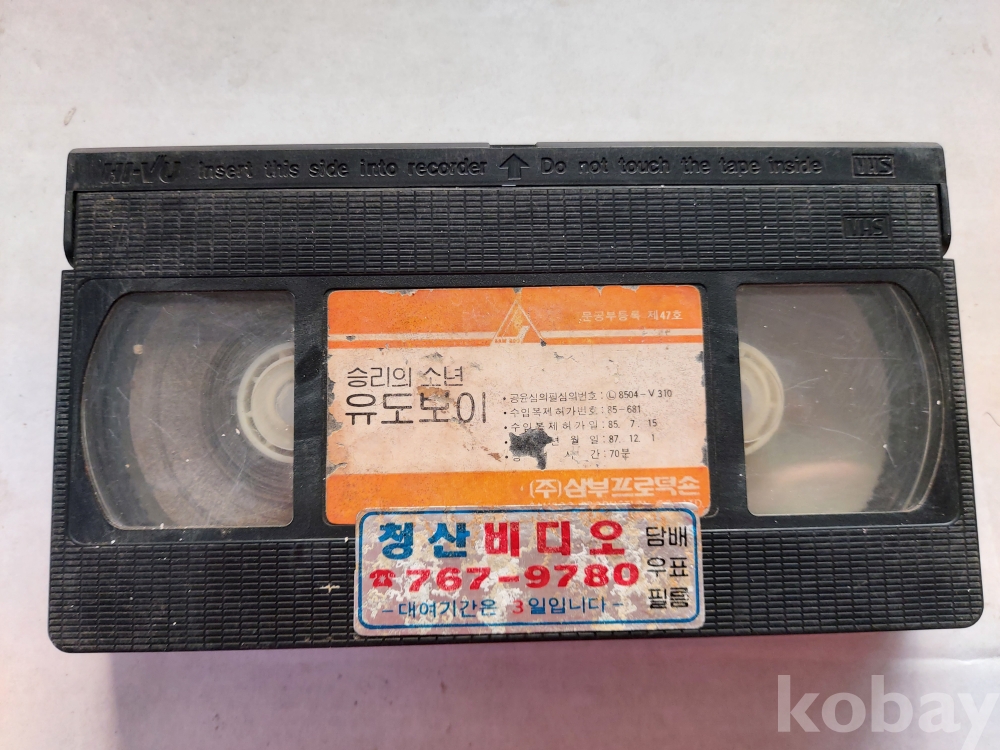 HI-VU Insert this side into recorder Do not touch the tape inside VHS
VHS
문공부등록 제47호
승리의 소년
유도보이
• 공윤심의필심의번호 : Ⓛ 8504 - V 310
• 수입복제허가번호 : 85 - 681
• 수입복제허가일 : 85. 7. 15
월 일 : 87. 12. 1
시 간 : 70분
(주)삼부프로덕숀
청산비디오
☎767-9780
- 대여기간은 3일입니다 -
담배
우표
필름
kobay